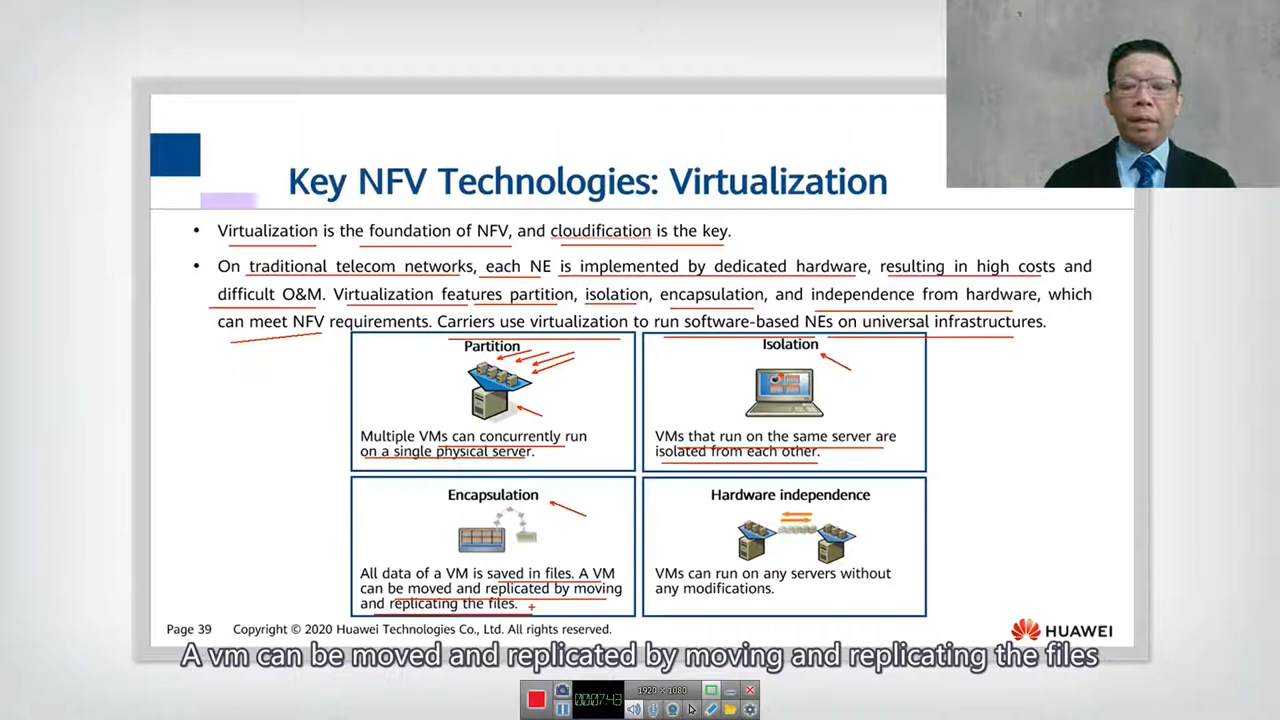 Key NFV Technologies: Virtualization
• Virtualization is the foundation of NFV, and cloudification is the key.
• On traditional telecom networks, each NE is implemented by dedicated hardware, resulting in high costs and
difficult O&M. Virtualization features partition, isolation, encapsulation, and independence from hardware, which
can meet NFV requirements. Carriers use virtualization to run software-based NEs on universal infrastructures.
Partition
Multiple VMs can concurrently run
on a single physical server.
Isolation
VMs that run on the same server are
isolated from each other.
Encapsulation
All data of a VM is saved in files. A VM
can be moved and replicated by moving
and replicating the files.
Hardware independence
VMs can run on any servers without
any modifications.
Page 39 Copyright © 2020 Huawei Technologies Co., Ltd. All rights reserved.
HUAWEI
A vm can be moved and replicated by moving and replicating the files
00:07:43
1920 × 1080